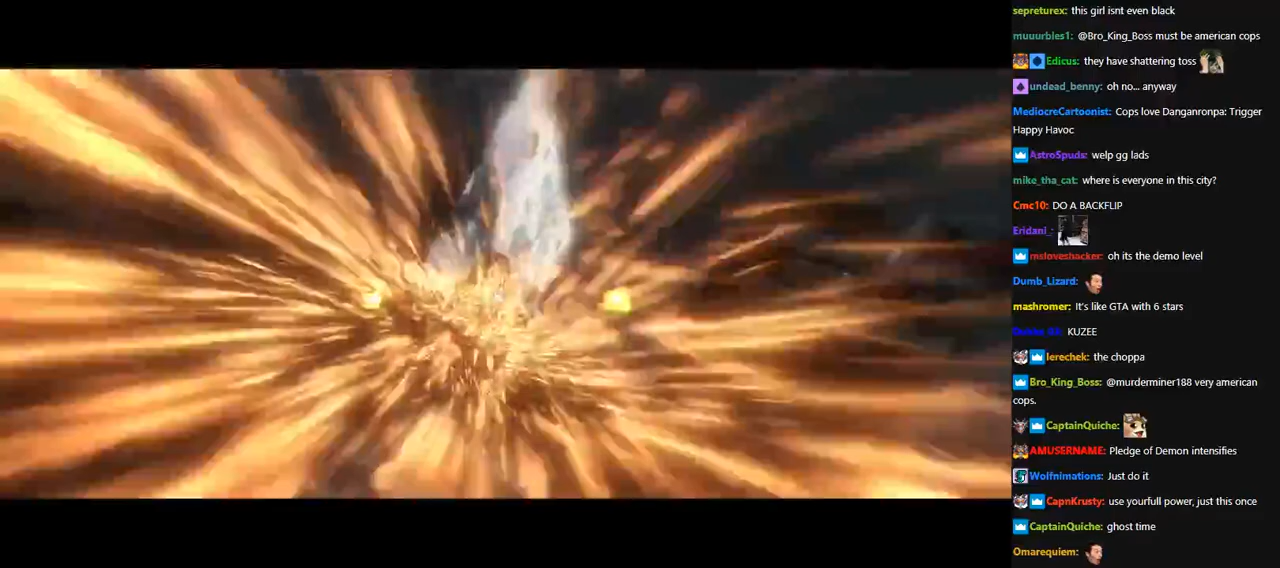 sepreturex: this girl isnt even black
muuurbles1: @Bro_King_Boss must be american cops
Edicus: they have shattering toss
undead_benny: oh no... anyway
MediocreCartoonist: Cops love Danganronpa: Trigger
Happy Havoc
AstroSpuds: welp gg lads
mike_tha_cat: where is everyone in this city?
Cmc10: DO A BACKFLIP
Eridani_:
msloveshacker: oh its the demo level
Dumb_Lizard:
mashromer: It's like GTA with 6 stars
KUZEE
lerechek: the choppa
Bro_King_Boss: @murderminer188 very american
cops.
CaptainQuiche:
AMUSERNAME: Pledge of Demon intensifies
Wolfnimations: Just do it
CapnKrusty: use yourfull power, just this once
CaptainQuiche: ghost time
Omarequiem: